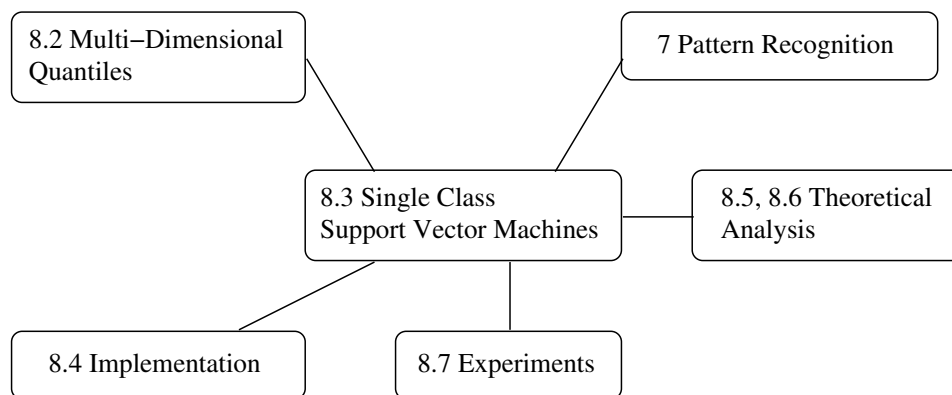 8.2 Multi−Dimensional
Quantiles
7 Pattern Recognition
8.3 Single Class
Support Vector Machines
8.5, 8.6 Theoretical
Analysis
8.4 Implementation
8.7 Experiments